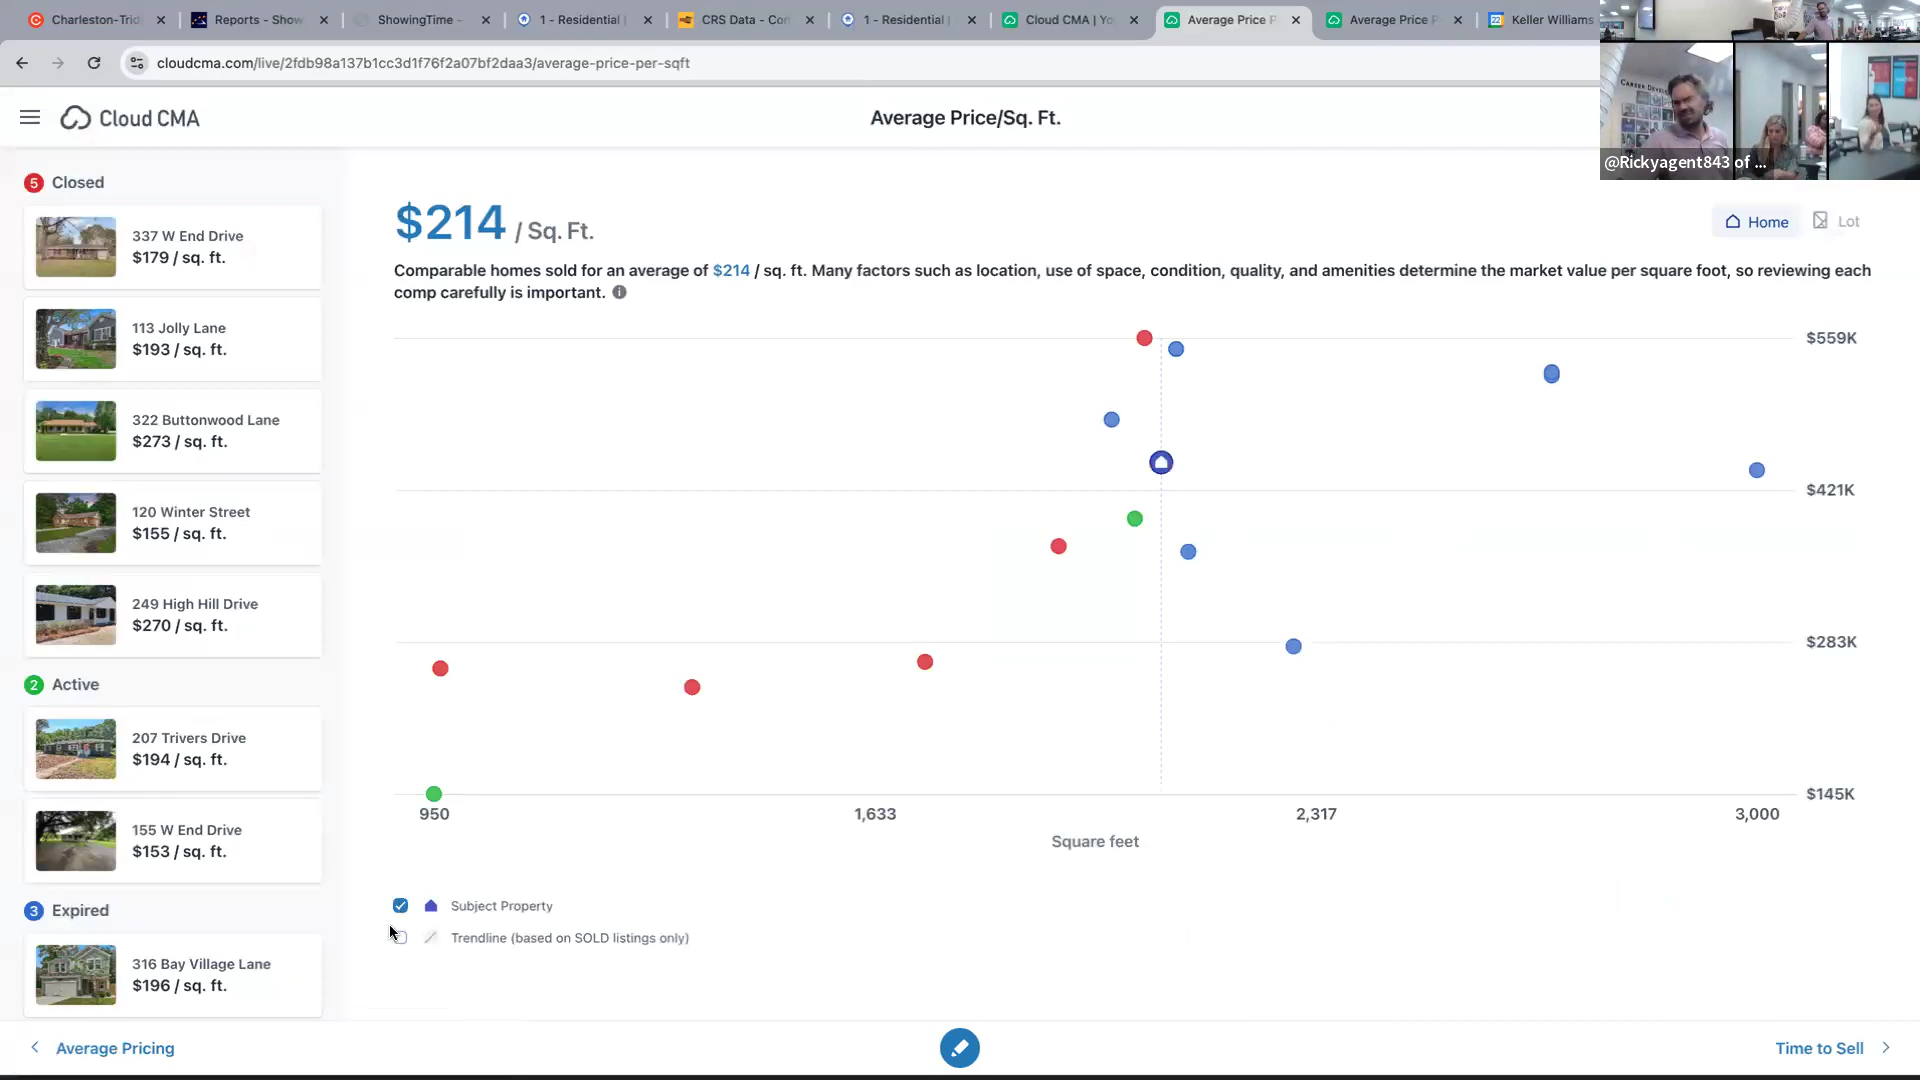 Charleston-Trid
Reports - Show
ShowingTime -
1 - Residential
CRS Data - Con
1 - Residential
Cloud CMA | Yo
Average Price P
Average Price P
Keller Williams
cloudcma.com/live/2fdb98a137b1cc3d1f76f2a07bf2daa3/average-price-per-sqft
Cloud CMA
Average Price/Sq. Ft.
@Rickyagent843 of ...
5 Closed
337 W End Drive
$179 / sq. ft.
113 Jolly Lane
$193 / sq. ft.
322 Buttonwood Lane
$273 / sq. ft.
120 Winter Street
$155 / sq. ft.
249 High Hill Drive
$270 / sq. ft.
2 Active
207 Trivers Drive
$194 / sq. ft.
155 W End Drive
$153 / sq. ft.
3 Expired
316 Bay Village Lane
$196 / sq. ft.
$214 / Sq. Ft.
Home
Lot
Comparable homes sold for an average of $214 / sq. ft. Many factors such as location, use of space, condition, quality, and amenities determine the market value per square foot, so reviewing each
comp carefully is important.
$559K
$421K
$283K
$145K
950
1,633
2,317
3,000
Square feet
Subject Property
Trendline (based on SOLD listings only)
Average Pricing
Time to Sell